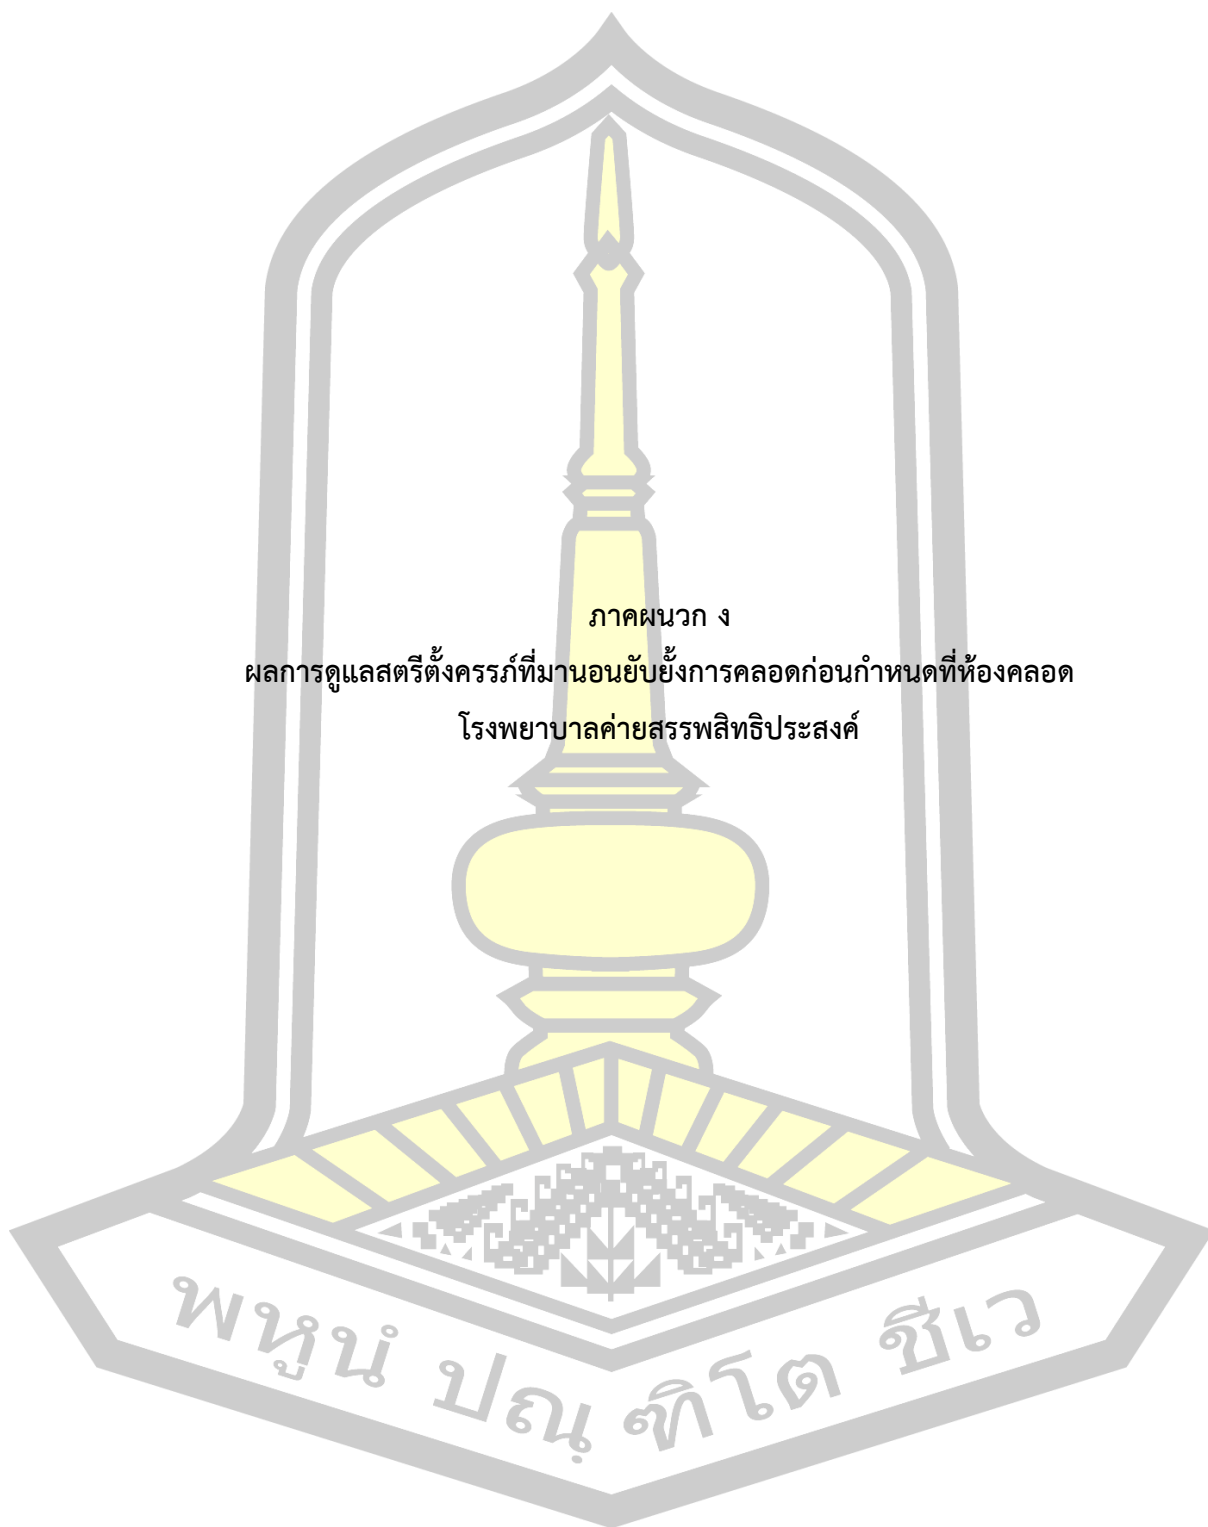 ภาคผนวก ง
ผลการดูแลสตรีตั้งครรภ์ที่มานอนยับยั้งการคลอดก่อนกำหนดที่ห้องคลอด
โรงพยาบาลค่ายสรรพสิทธิประสงค์
พหูนํ ปณฺ ฑิโต ชีเว